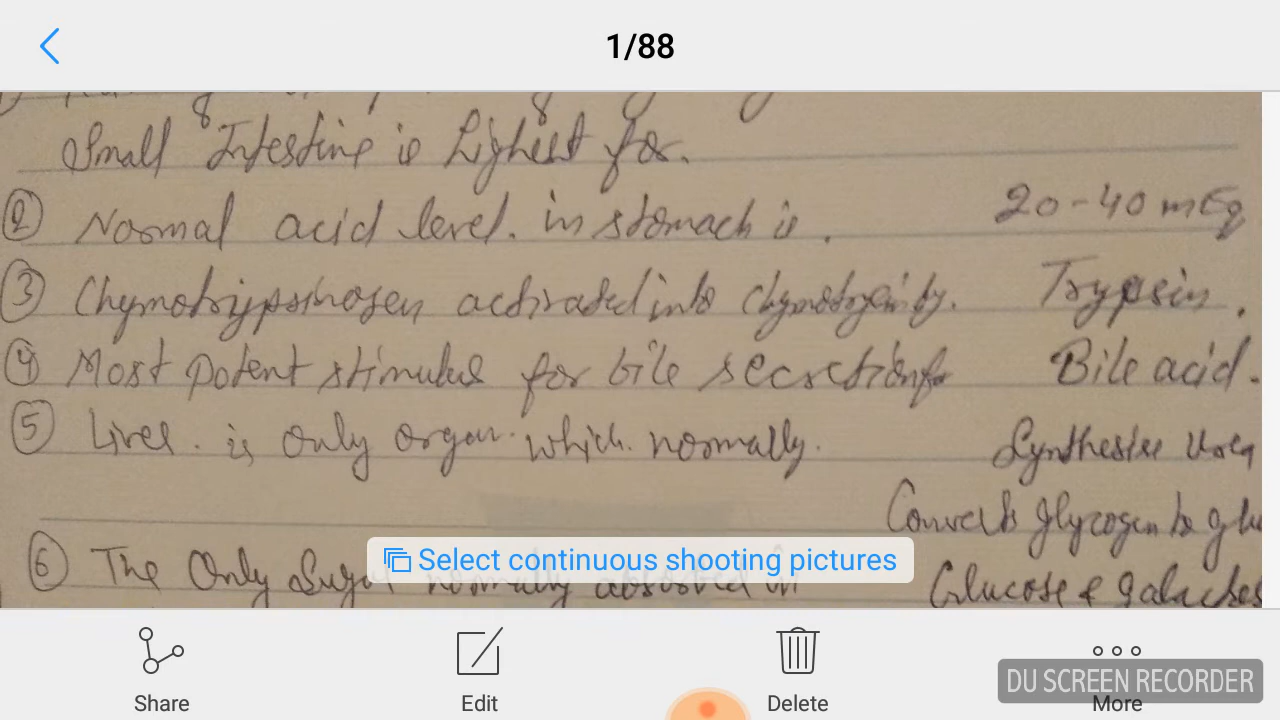 1/88
Small Intestine is highest for.
② Normal acid level. in stomach is. 20-40 mEq
③ Chymotrypsinogen activated into by. Trypsin.
④ Most potent stimulus for bile secretion Bile acid.
⑤ Liver. is Only organ. which. normally. Synthesise Urea
Converts glycogen to glu
⑥ The Only Sugar normally absorbed in Glucose &
Select continuous shooting pictures
Share Edit Delete More
DU SCREEN RECORDER